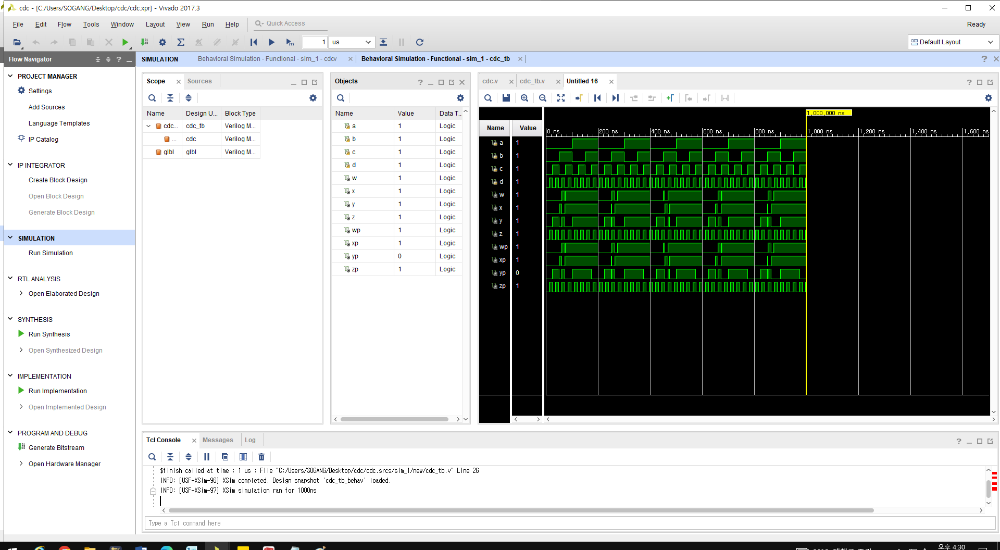 cdc - [C:/Users/SOGANG/Desktop/cdc/cdc.xpr] - Vivado 2017.3
File Edit Flow Tools Window Layout View Run Help Quick Access Ready
1 us Default Layout
Flow Navigator
PROJECT MANAGER
Settings
Add Sources
Language Templates
IP Catalog
IP INTEGRATOR
Create Block Design
Open Block Design
Generate Block Design
SIMULATION
Run Simulation
RTL ANALYSIS
Open Elaborated Design
SYNTHESIS
Run Synthesis
Open Synthesized Design
IMPLEMENTATION
Run Implementation
Open Implemented Design
PROGRAM AND DEBUG
Generate Bitstream
Open Hardware Manager
SIMULATION Behavioral Simulation - Functional - sim_1 - cdcv Behavioral Simulation - Functional - sim_1 - cdc_tb
Scope Sources
Name Design U... Block Type
cdc... cdc_tb Verilog M...
... cdc Verilog M...
glbl glbl Verilog M...
Objects
Name Value Data T...
a 1 Logic
b 1 Logic
c 1 Logic
d 1 Logic
w 1 Logic
x 1 Logic
y 1 Logic
z 1 Logic
wp 1 Logic
xp 1 Logic
yp 0 Logic
zp 1 Logic
cdc.v cdc_tb.v Untitled 16
1,000,000 ns
Name Value
0 ns 200 ns 400 ns 600 ns 800 ns 1,000 ns 1,200 ns 1,400 ns 1,600 ns
a 1
b 1
c 1
d 1
w 1
x 1
y 1
z 1
wp 1
xp 1
yp 0
zp 1
Tcl Console Messages Log
$finish called at time : 1 us : File "C:/Users/SOGANG/Desktop/cdc/cdc.srcs/sim_1/new/cdc_tb.v" Line 26
INFO: [USF-XSim-96] XSim completed. Design snapshot 'cdc_tb_behav' loaded.
INFO: [USF-XSim-97] XSim simulation ran for 1000ns
Type a Tcl command here
오후 4:30